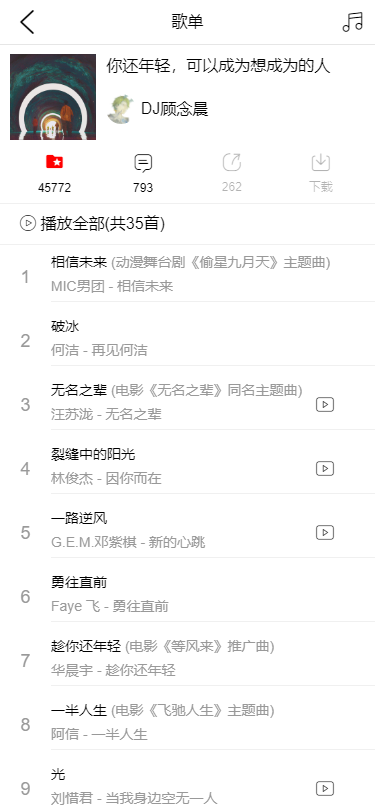 歌单
你还年轻，可以成为想成为的人
DJ顾念晨
45772
793
262
下载
播放全部(共35首)
1
相信未来 (动漫舞台剧《偷星九月天》主题曲)
MIC男团 - 相信未来
2
破冰
何洁 - 再见何洁
3
无名之辈 (电影《无名之辈》同名主题曲)
汪苏泷 - 无名之辈
4
裂缝中的阳光
林俊杰 - 因你而在
5
一路逆风
G.E.M.邓紫棋 - 新的心跳
6
勇往直前
Faye 飞 - 勇往直前
7
趁你还年轻 (电影《等风来》推广曲)
华晨宇 - 趁你还年轻
8
一半人生 (电影《飞驰人生》主题曲)
阿信 - 一半人生
9
光
刘惜君 - 当我身边空无一人